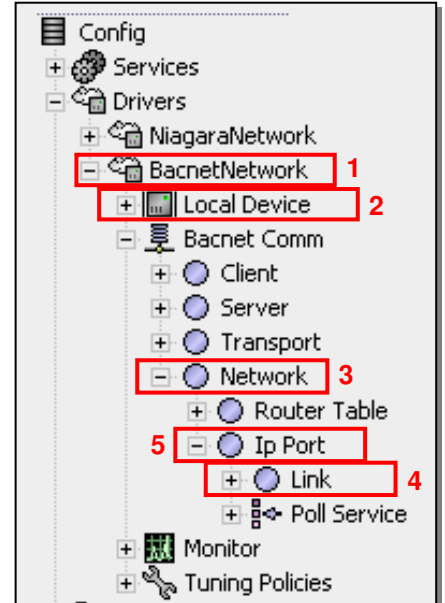 Config
Services
Drivers
NiagaraNetwork
BacnetNetwork 1
Local Device 2
Bacnet Comm
Client
Server
Transport
Network 3
Router Table
5 Ip Port
Link 4
Poll Service
Monitor
Tuning Policies